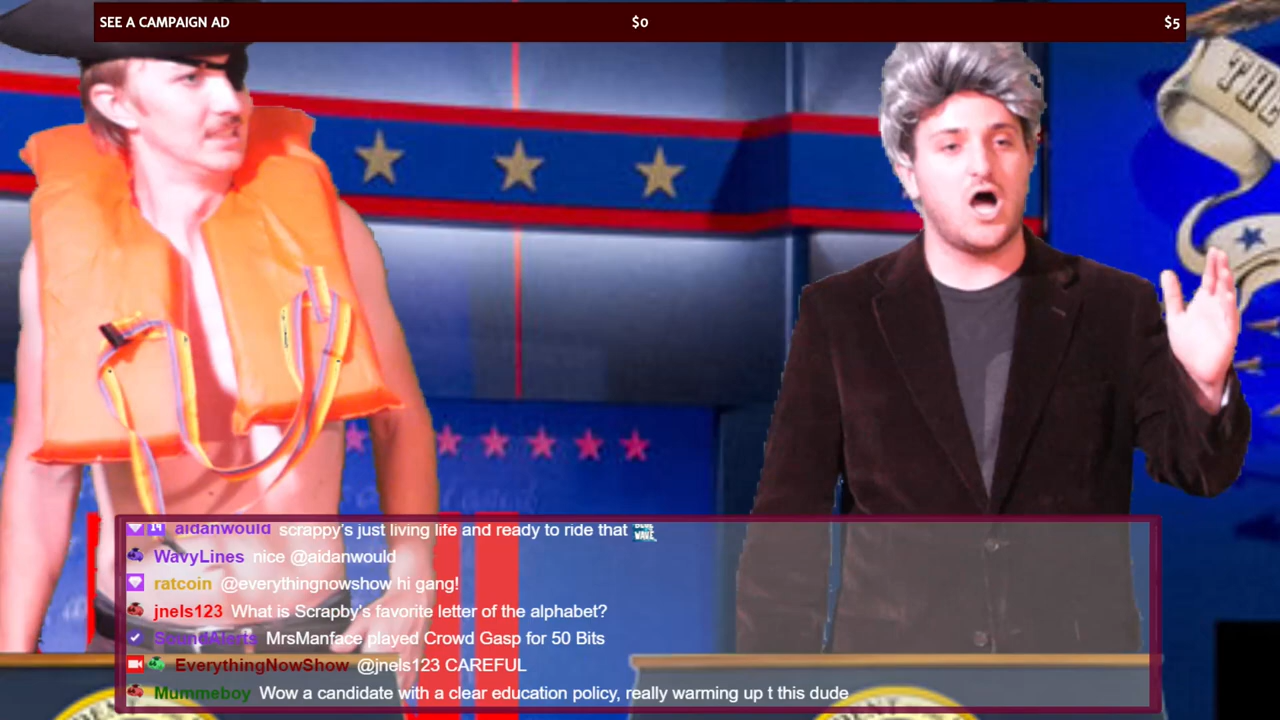 SEE A CAMPAIGN AD $0 $5
THE
aidanwould scrappy's just living life and ready to ride that
WavyLines nice @aidanwould
ratcoin @everythingnowshow hi gang!
jnels123 What is Scrapby's favorite letter of the alphabet?
SoundAlerts MrsManface played Crowd Gasp for 50 Bits
EverythingNowShow @jnels123 CAREFUL
Mummeboy Wow a candidate with a clear education policy, really warming up t this dude